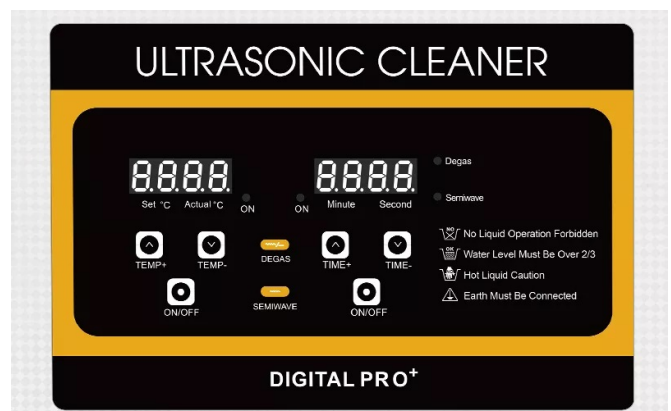 ULTRASONIC CLEANER
8.8.8.8. 8.8.8.8.
Degas
Set °C Actual °C ON ON Minute Second
Semiwave
NO No Liquid Operation Forbidden
OK Water Level Must Be Over 2/3
TEMP+ TEMP- DEGAS TIME+ TIME-
Hot Liquid Caution
Earth Must Be Connected
ON/OFF SEMIWAVE ON/OFF
DIGITAL PRO+